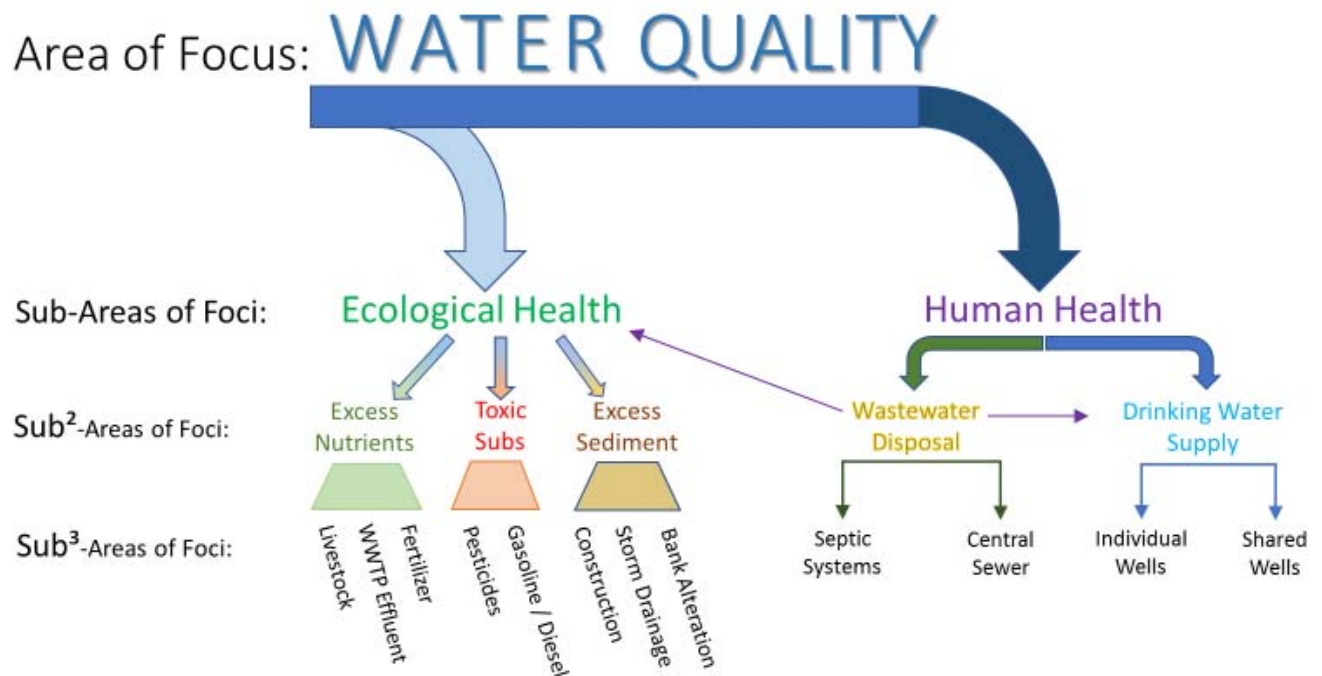 Area of Focus: WATER QUALITY
Sub-Areas of Foci:
Ecological Health
Human Health
Sub²-Areas of Foci:
Excess
Nutrients
Toxic
Subs
Excess
Sediment
Wastewater
Disposal
Drinking Water
Supply
Sub³-Areas of Foci:
Livestock
WWTP Effluent
Fertilizer
Pesticides
Gasoline / Diesel
Construction
Storm Drainage
Bank Alteration
Septic
Systems
Central
Sewer
Individual
Wells
Shared
Wells